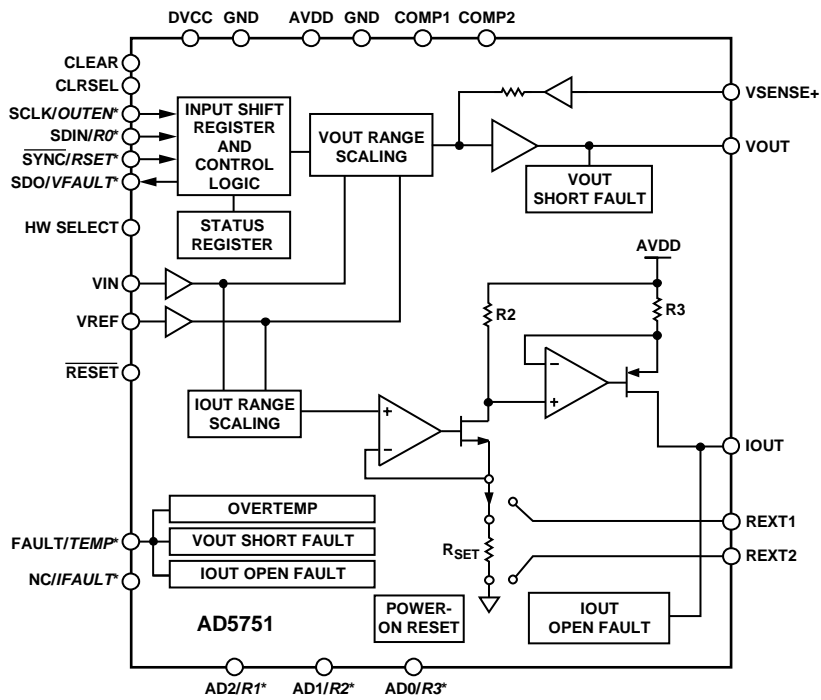 DVCC GND AVDD GND COMP1 COMP2
CLEAR
CLRSEL
SCLK/OUTEN*
SDIN/R0*
SYNC/RSET*
SDO/VFAULT*
HW SELECT
VIN
VREF
RESET
FAULT/TEMP*
NC/IFAULT*
INPUT SHIFT
REGISTER
AND
CONTROL
LOGIC
STATUS
REGISTER
VOUT RANGE
SCALING
VOUT
SHORT FAULT
VSENSE+
VOUT
AVDD
R2
R3
IOUT RANGE
SCALING
+
−
−
+
IOUT
REXT1
REXT2
RSET
OVERTEMP
VOUT SHORT FAULT
IOUT OPEN FAULT
AD5751
POWER-
ON RESET
IOUT
OPEN FAULT
AD2/R1* AD1/R2* AD0/R3*